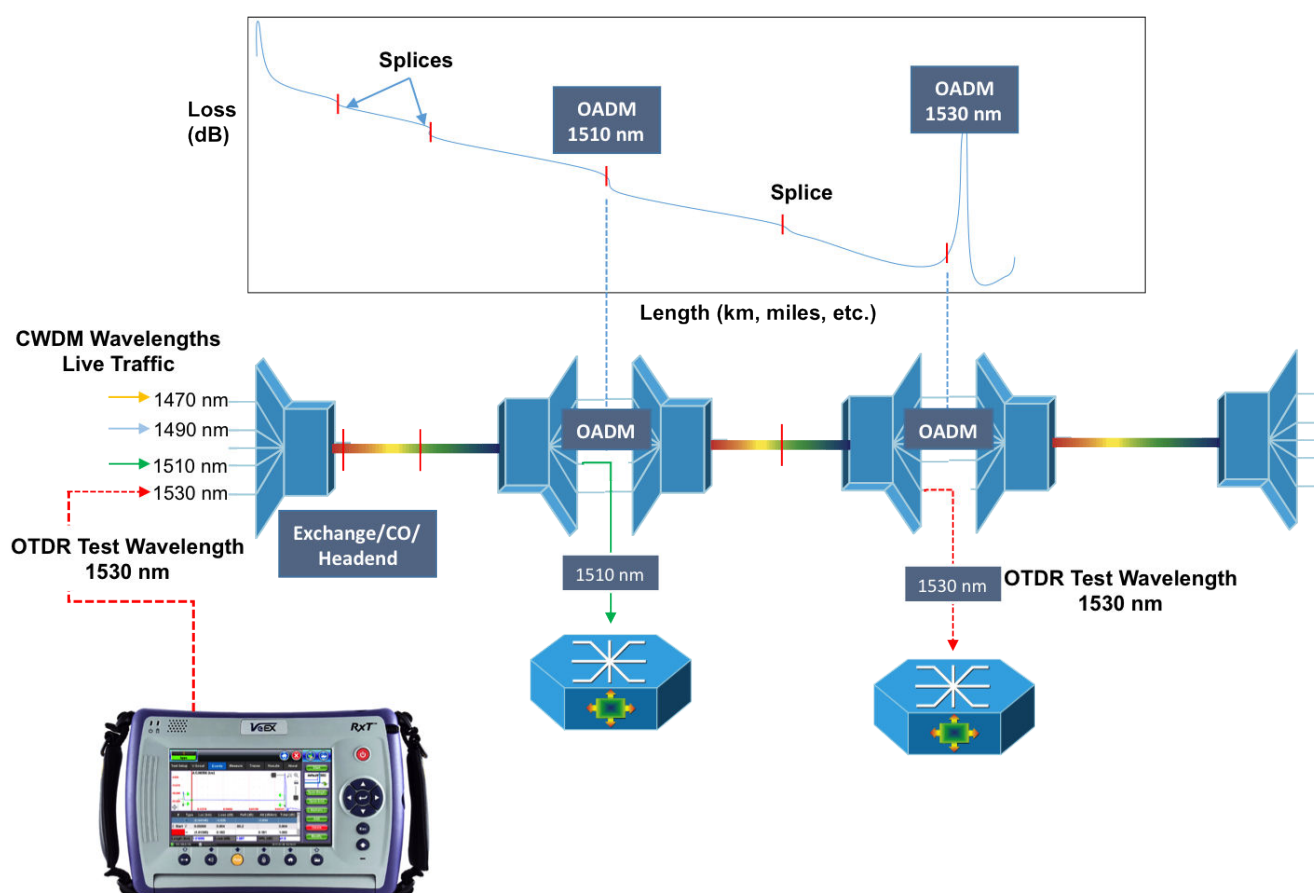 Splices
Loss
(dB)
OADM
1510 nm
OADM
1530 nm
Splice
Length (km, miles, etc.)
CWDM Wavelengths
Live Traffic
1470 nm
1490 nm
1510 nm
1530 nm
OADM
OADM
Exchange/CO/
Headend
OTDR Test Wavelength
1530 nm
1510 nm
1530 nm
OTDR Test Wavelength
1530 nm
VeEX
RxT